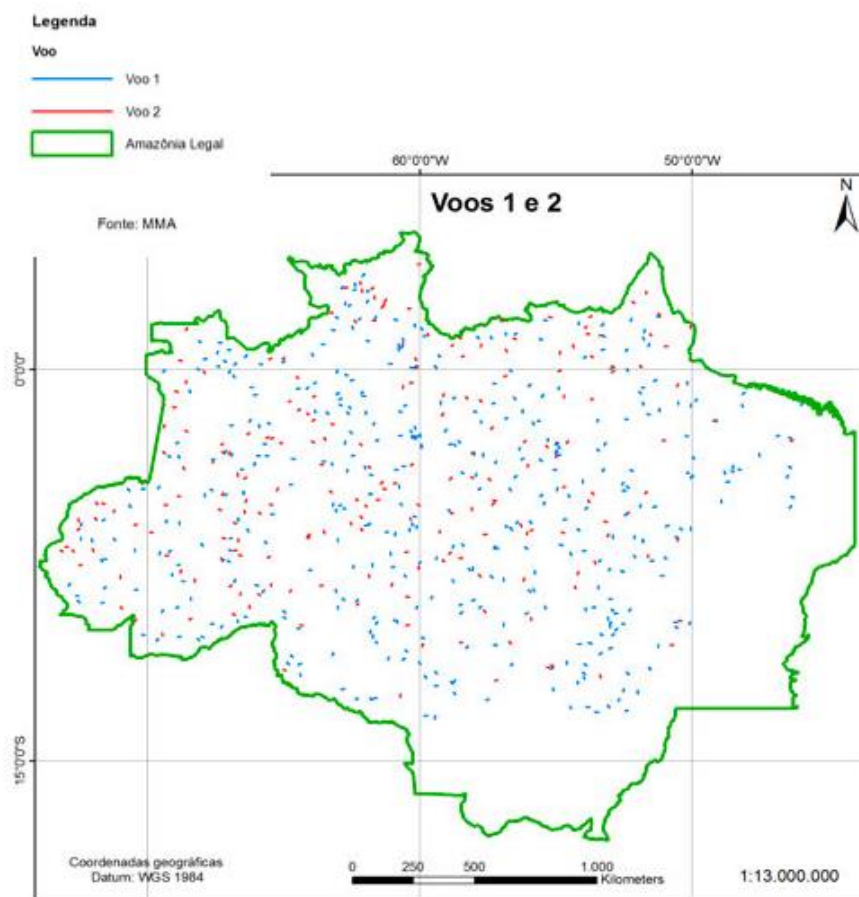 Legenda
Voo
Voo 1
Voo 2
Amazônia Legal
60°0'0"W
50°0'0"W
Voos 1 e 2
N
Fonte: MMA
0°0'0"
15°0'0"S
Coordenadas geográficas
Datum: WGS 1984
0 250 500 1.000
Kilometers
1:13.000.000